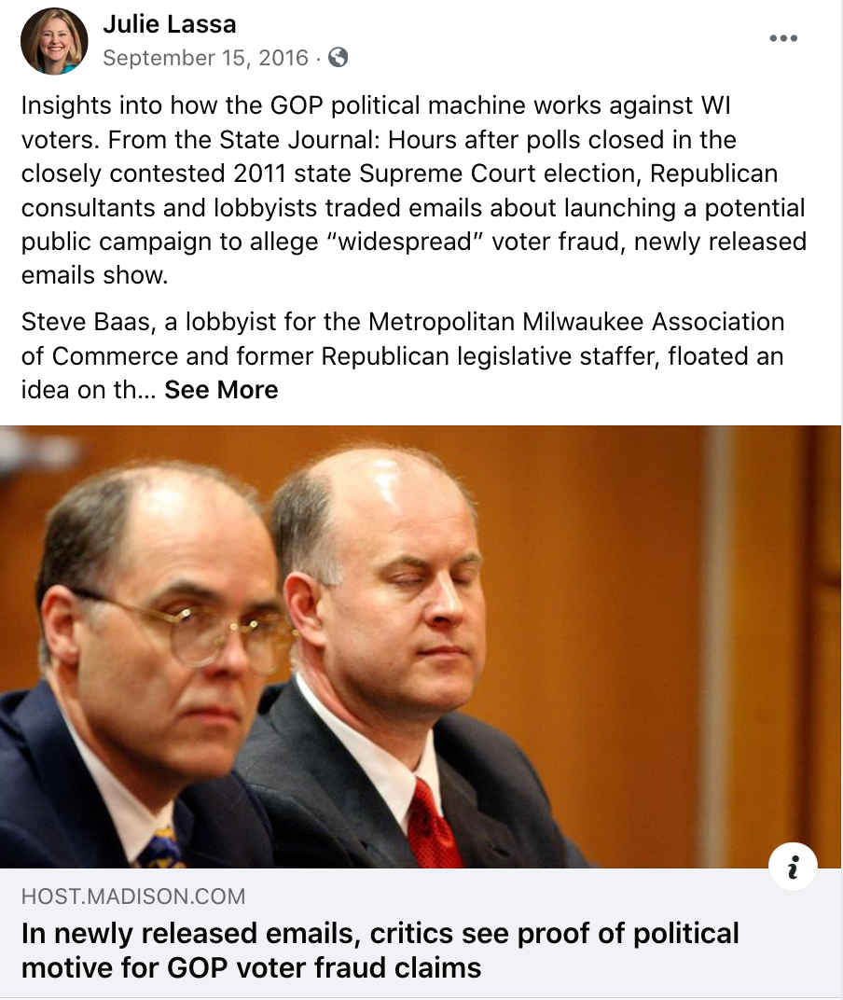 Julie Lassa
September 15, 2016 ·
Insights into how the GOP political machine works against WI
voters. From the State Journal: Hours after polls closed in the
closely contested 2011 state Supreme Court election, Republican
consultants and lobbyists traded emails about launching a potential
public campaign to allege “widespread” voter fraud, newly released
emails show.
Steve Baas, a lobbyist for the Metropolitan Milwaukee Association
of Commerce and former Republican legislative staffer, floated an
idea on th... See More
HOST.MADISON.COM
In newly released emails, critics see proof of political
motive for GOP voter fraud claims